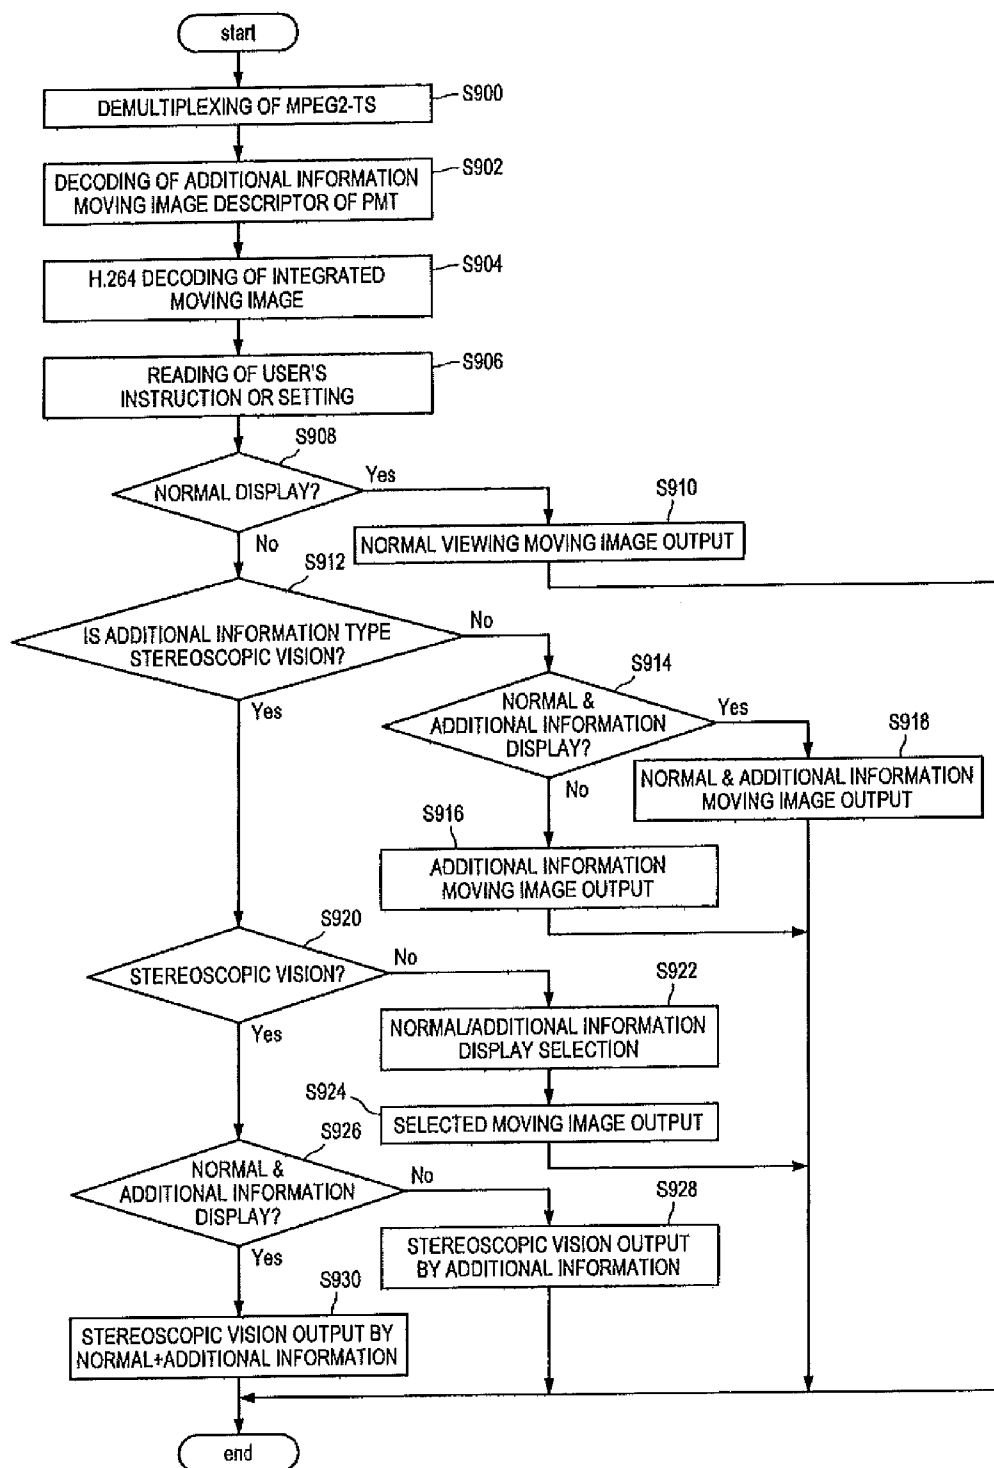 start
S900
DEMULTIPLEXING OF MPEG2-TS
S902
DECODING OF ADDITIONAL INFORMATION
MOVING IMAGE DESCRIPTOR OF PMT
S904
H.264 DECODING OF INTEGRATED
MOVING IMAGE
S906
READING OF USER'S
INSTRUCTION OR SETTING
S908
NORMAL DISPLAY?
Yes
No
S910
NORMAL VIEWING MOVING IMAGE OUTPUT
S912
IS ADDITIONAL INFORMATION TYPE
STEREOSCOPIC VISION?
No
Yes
S914
NORMAL &
ADDITIONAL INFORMATION
DISPLAY?
Yes
No
S918
NORMAL & ADDITIONAL INFORMATION
MOVING IMAGE OUTPUT
S916
ADDITIONAL INFORMATION
MOVING IMAGE OUTPUT
S920
STEREOSCOPIC VISION?
No
Yes
S922
NORMAL/ADDITIONAL INFORMATION
DISPLAY SELECTION
S924
SELECTED MOVING IMAGE OUTPUT
S926
NORMAL &
ADDITIONAL INFORMATION
DISPLAY?
No
Yes
S928
STEREOSCOPIC VISION OUTPUT
BY ADDITIONAL INFORMATION
S930
STEREOSCOPIC VISION OUTPUT BY
NORMAL+ADDITIONAL INFORMATION
end